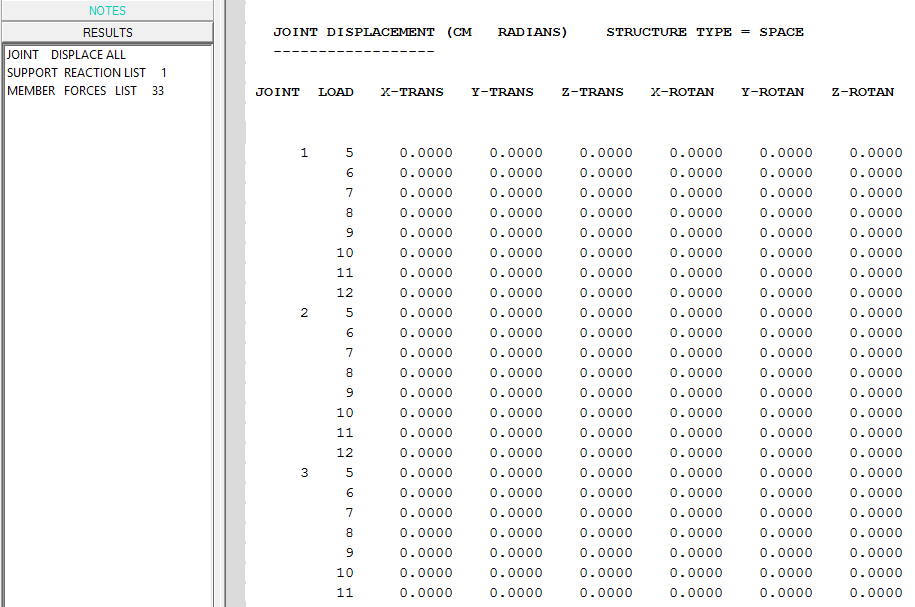 NOTES
RESULTS
JOINT DISPLACE ALL
SUPPORT REACTION LIST 1
MEMBER FORCES LIST 33
JOINT DISPLACEMENT (CM RADIANS) STRUCTURE TYPE = SPACE
------------------
JOINT LOAD X-TRANS Y-TRANS Z-TRANS X-ROTAN Y-ROTAN Z-ROTAN
1 5 0.0000 0.0000 0.0000 0.0000 0.0000 0.0000
6 0.0000 0.0000 0.0000 0.0000 0.0000 0.0000
7 0.0000 0.0000 0.0000 0.0000 0.0000 0.0000
8 0.0000 0.0000 0.0000 0.0000 0.0000 0.0000
9 0.0000 0.0000 0.0000 0.0000 0.0000 0.0000
10 0.0000 0.0000 0.0000 0.0000 0.0000 0.0000
11 0.0000 0.0000 0.0000 0.0000 0.0000 0.0000
12 0.0000 0.0000 0.0000 0.0000 0.0000 0.0000
2 5 0.0000 0.0000 0.0000 0.0000 0.0000 0.0000
6 0.0000 0.0000 0.0000 0.0000 0.0000 0.0000
7 0.0000 0.0000 0.0000 0.0000 0.0000 0.0000
8 0.0000 0.0000 0.0000 0.0000 0.0000 0.0000
9 0.0000 0.0000 0.0000 0.0000 0.0000 0.0000
10 0.0000 0.0000 0.0000 0.0000 0.0000 0.0000
11 0.0000 0.0000 0.0000 0.0000 0.0000 0.0000
12 0.0000 0.0000 0.0000 0.0000 0.0000 0.0000
3 5 0.0000 0.0000 0.0000 0.0000 0.0000 0.0000
6 0.0000 0.0000 0.0000 0.0000 0.0000 0.0000
7 0.0000 0.0000 0.0000 0.0000 0.0000 0.0000
8 0.0000 0.0000 0.0000 0.0000 0.0000 0.0000
9 0.0000 0.0000 0.0000 0.0000 0.0000 0.0000
10 0.0000 0.0000 0.0000 0.0000 0.0000 0.0000
11 0.0000 0.0000 0.0000 0.0000 0.0000 0.0000